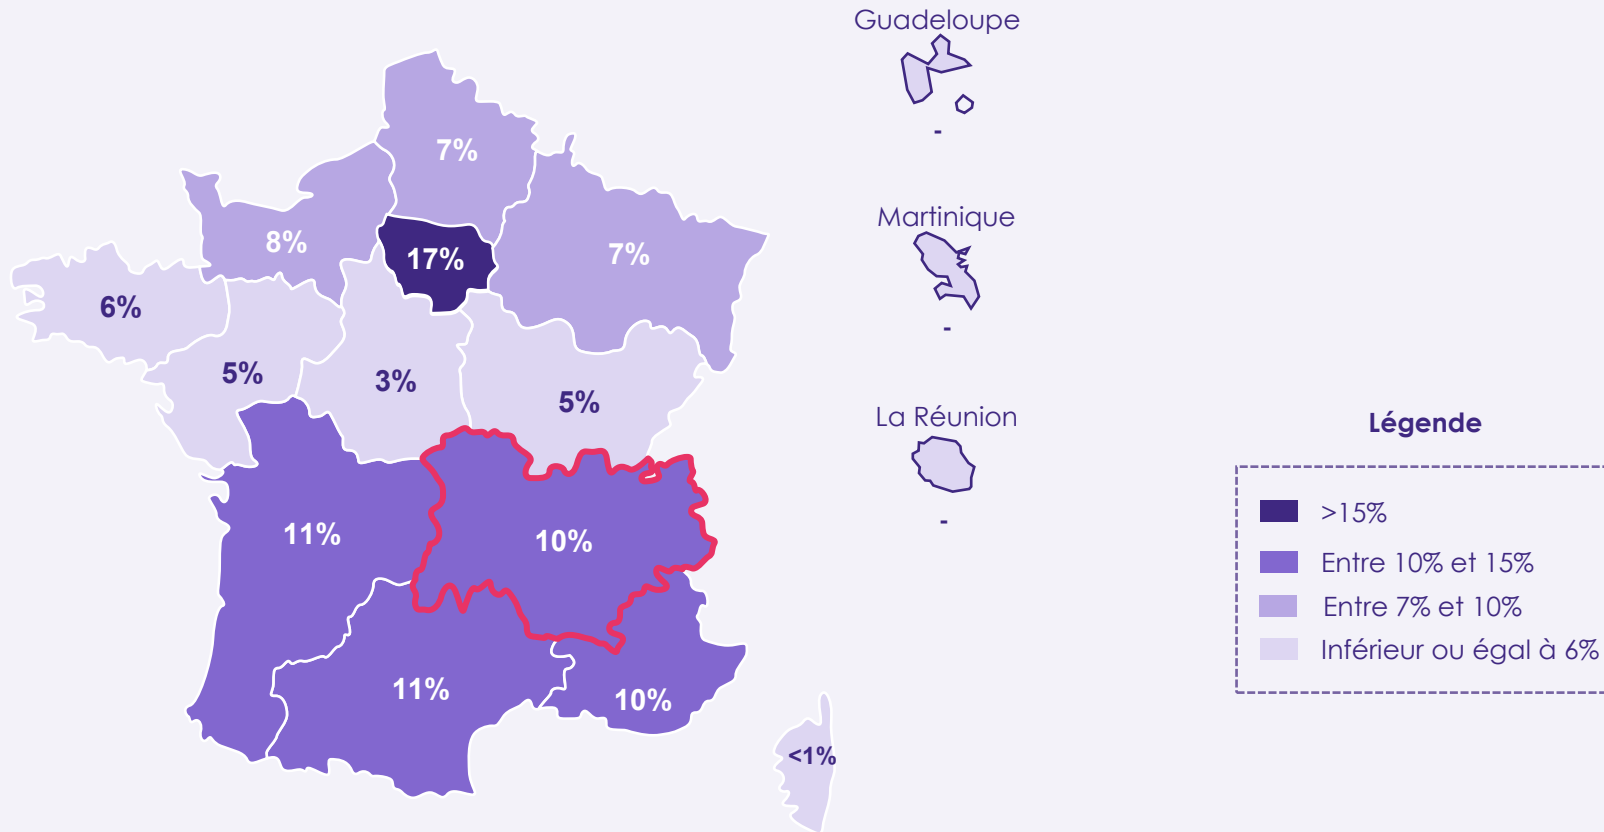 Guadeloupe
-
7%
8%
17%
7%
Martinique
-
6%
5%
3%
5%
La Réunion
-
11%
10%
11%
10%
<1%
Légende
>15%
Entre 10% et 15%
Entre 7% et 10%
Inférieur ou égal à 6%